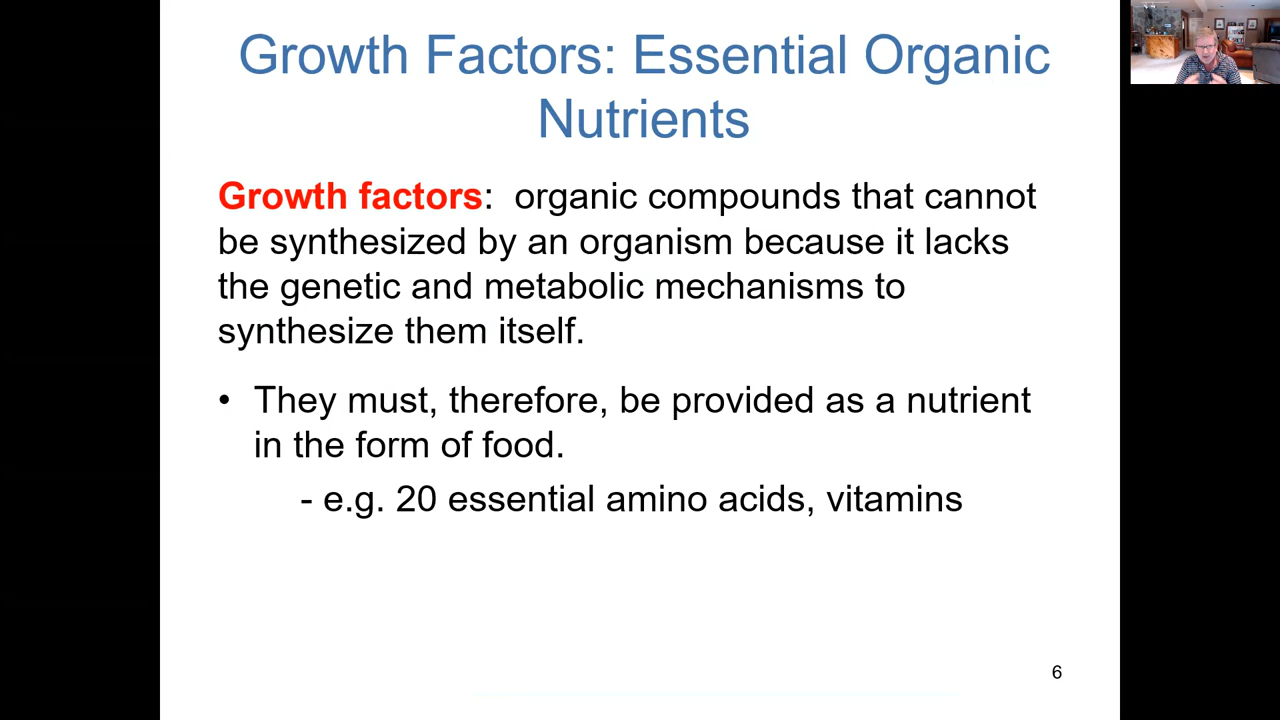 Growth Factors: Essential Organic
Nutrients
Growth factors: organic compounds that cannot
be synthesized by an organism because it lacks
the genetic and metabolic mechanisms to
synthesize them itself.
• They must, therefore, be provided as a nutrient
in the form of food.
- e.g. 20 essential amino acids, vitamins
6